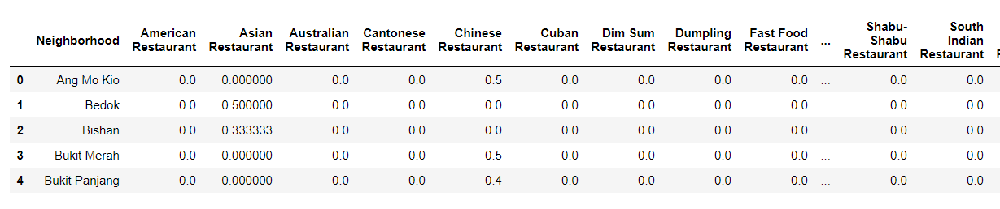 Neighborhood American Restaurant Asian Restaurant Australian Restaurant Cantonese Restaurant Chinese Restaurant Cuban Restaurant Dim Sum Restaurant Dumpling Restaurant Fast Food Restaurant ... Shabu-Shabu Restaurant South Indian Restaurant
0 Ang Mo Kio 0.0 0.000000 0.0 0.0 0.5 0.0 0.0 0.0 0.0 ... 0.0 0.0
1 Bedok 0.0 0.500000 0.0 0.0 0.0 0.0 0.0 0.0 0.0 ... 0.0 0.0
2 Bishan 0.0 0.333333 0.0 0.0 0.0 0.0 0.0 0.0 0.0 ... 0.0 0.0
3 Bukit Merah 0.0 0.000000 0.0 0.0 0.5 0.0 0.0 0.0 0.0 ... 0.0 0.0
4 Bukit Panjang 0.0 0.000000 0.0 0.0 0.4 0.0 0.0 0.0 0.0 ... 0.0 0.0